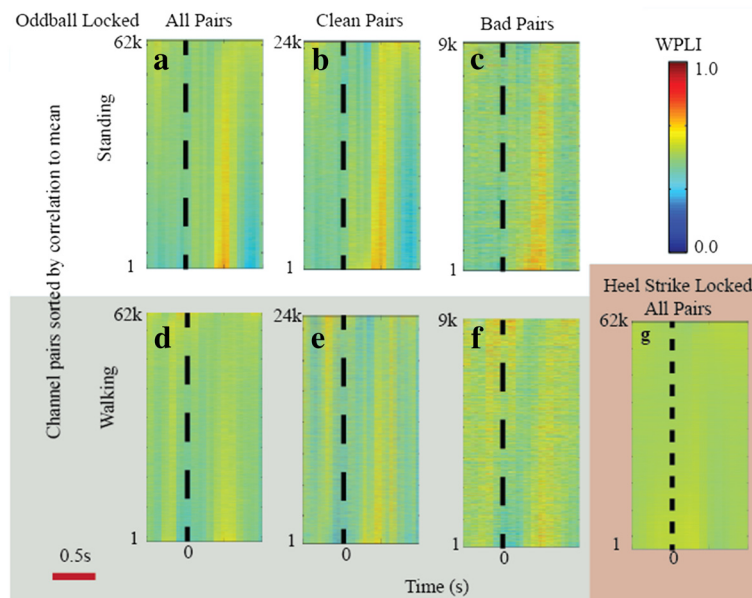 Oddball Locked
All Pairs
Clean Pairs
Bad Pairs
WPLI
62k
a
1
24k
b
1
9k
c
1
1.0
0.0
Standing
Channel pairs sorted by correlation to mean
Walking
62k
d
1
0
24k
e
1
0
9k
f
1
0
Heel Strike Locked
All Pairs
62k
g
1
0
0.5s
Time (s)